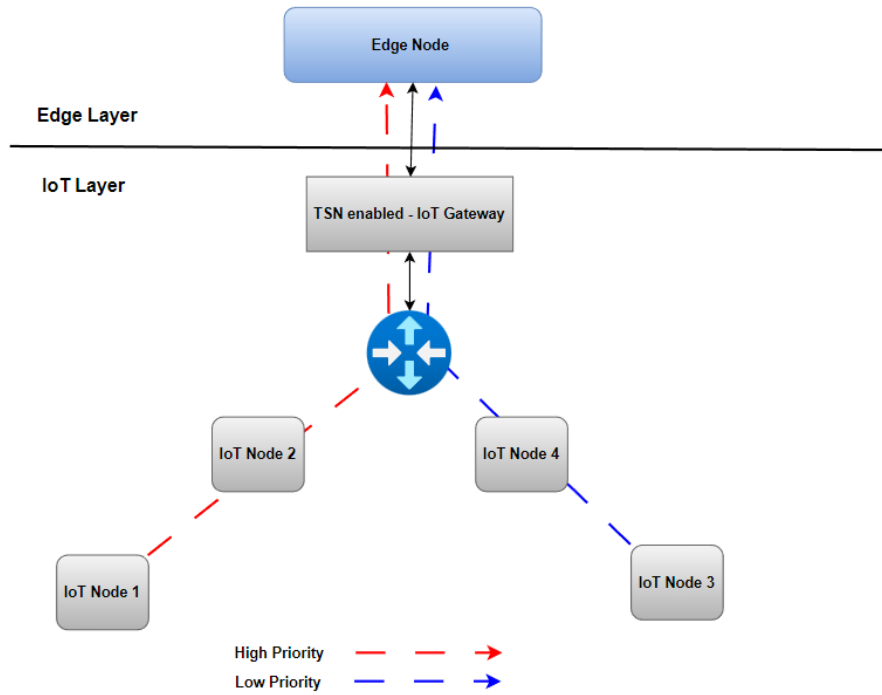 Edge Node
Edge Layer
IoT Layer
TSN enabled - IoT Gateway
IoT Node 2
IoT Node 4
IoT Node 1
IoT Node 3
High Priority
Low Priority